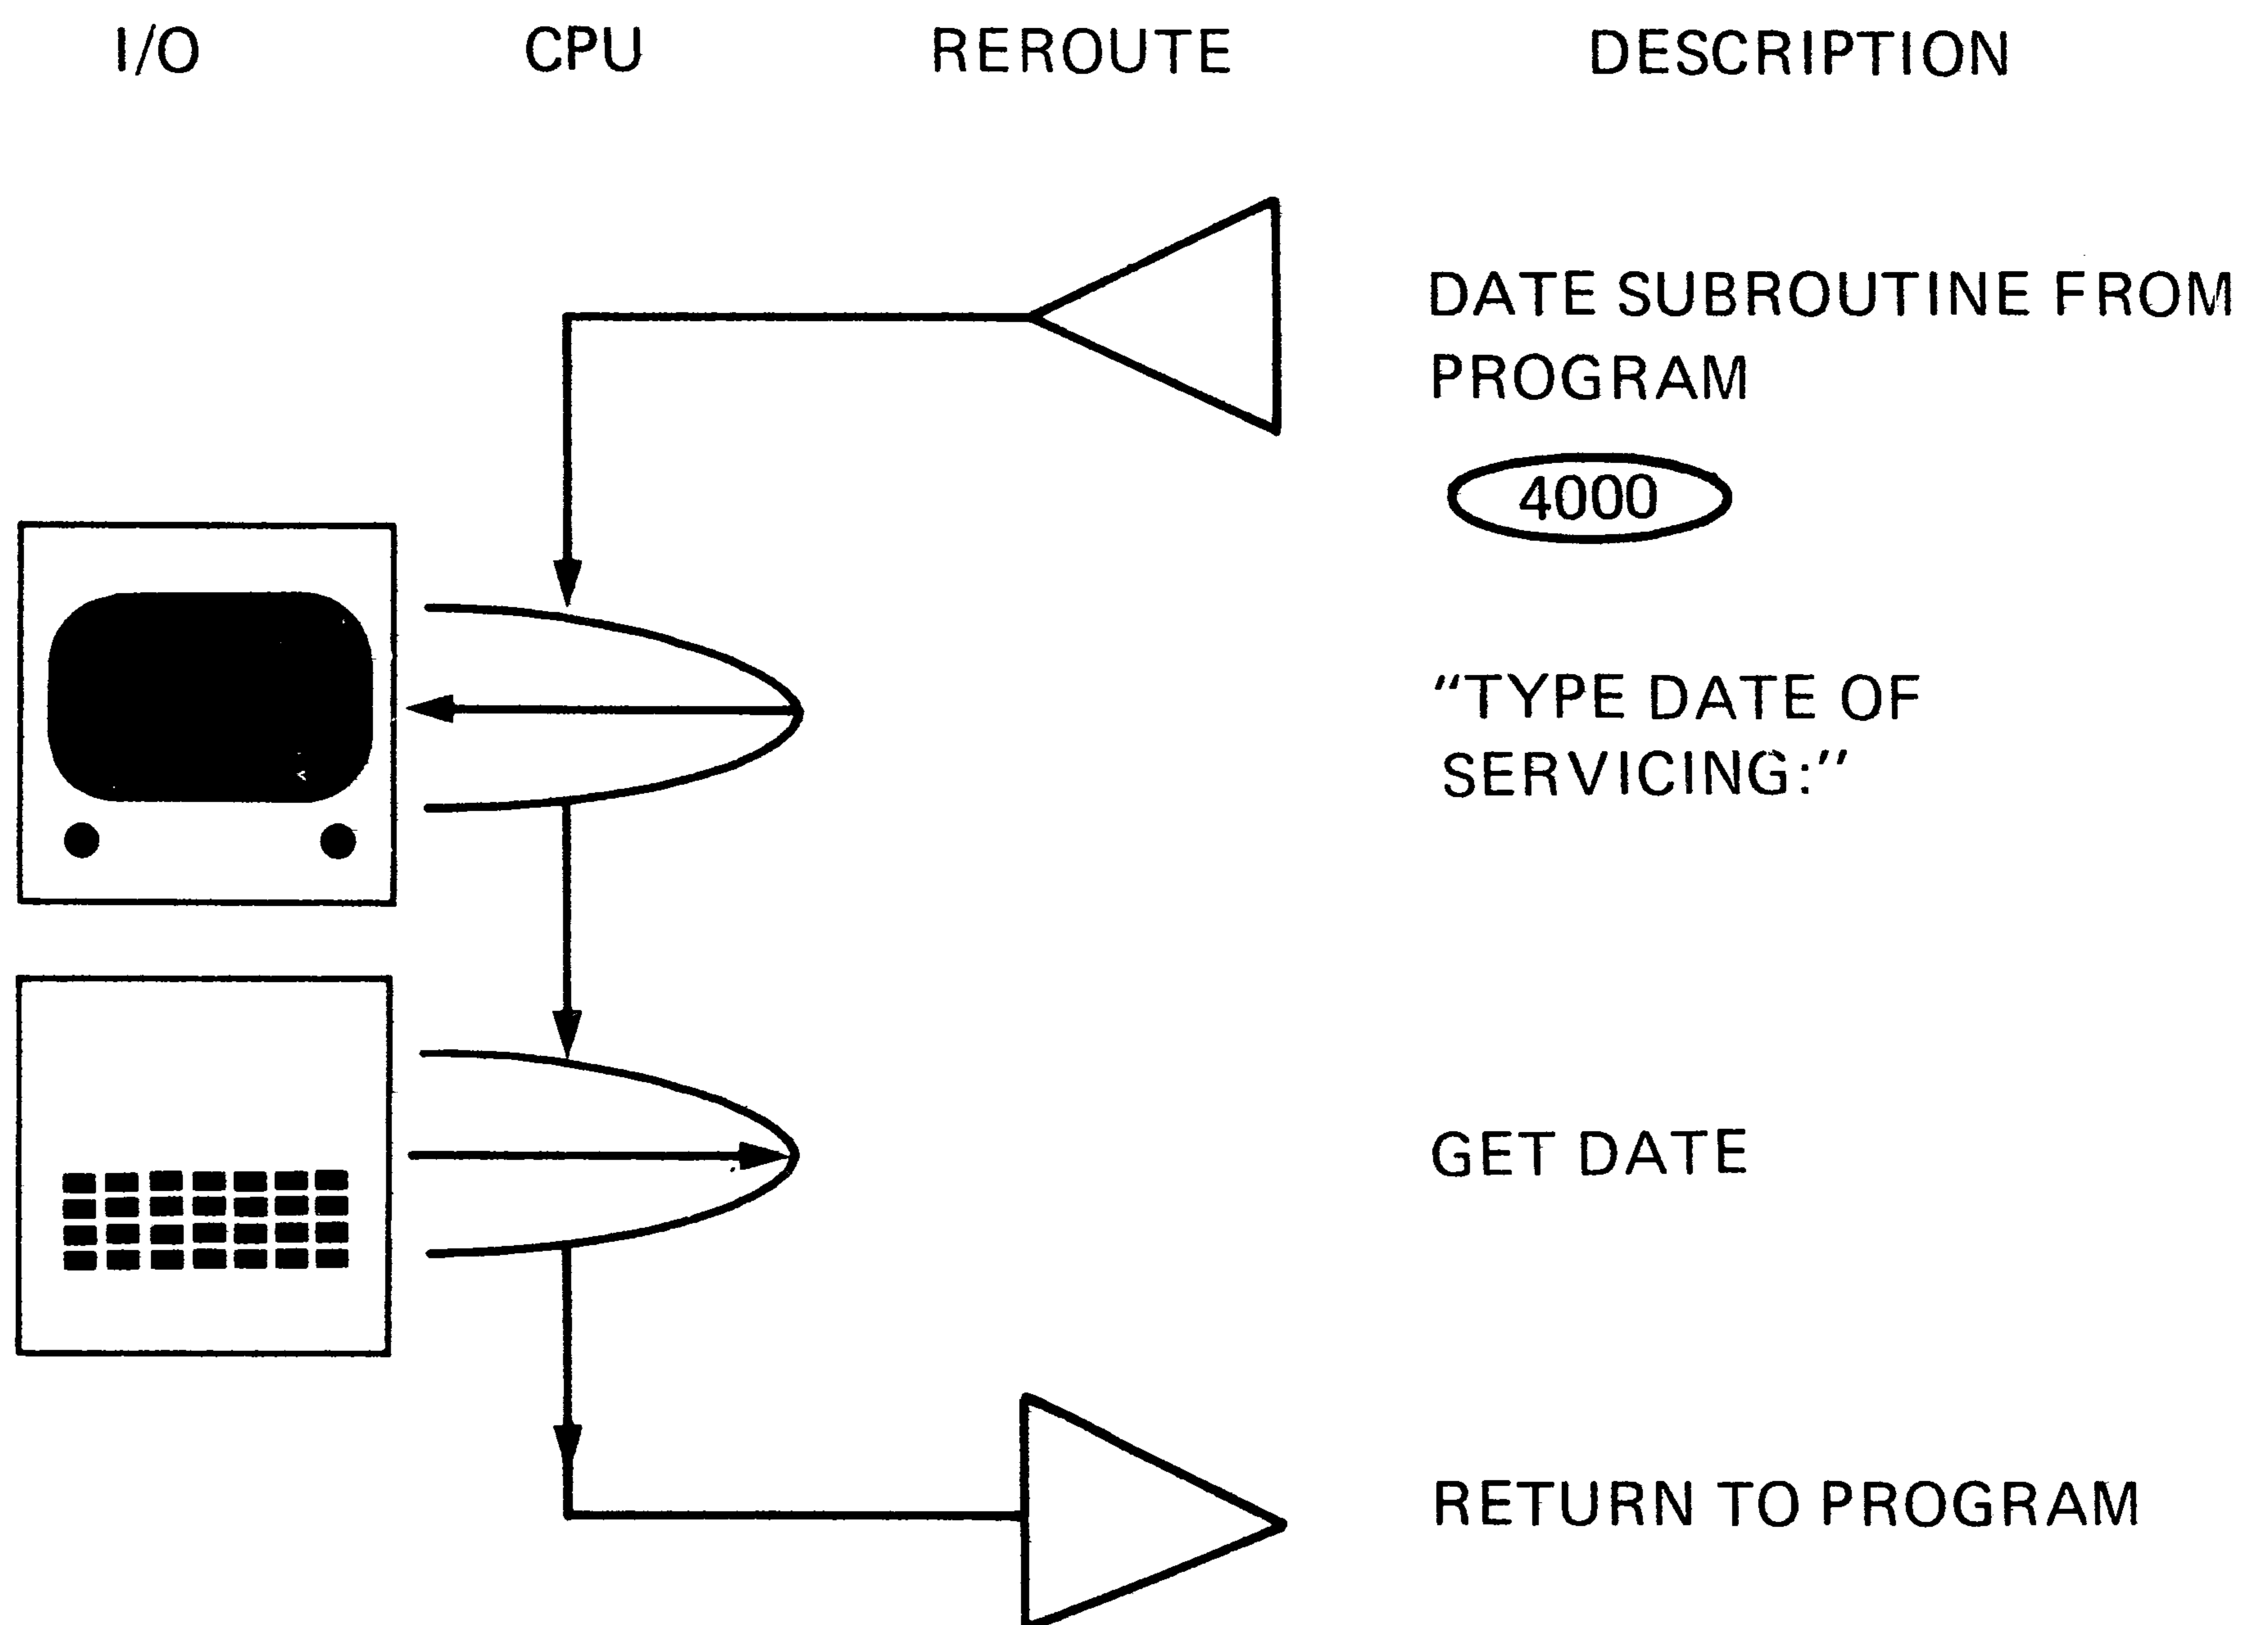 I/O CPU REROUTE DESCRIPTION
DATE SUBROUTINE FROM
PROGRAM
4000
“TYPE DATE OF
SERVICING:”
GET DATE
RETURN TO PROGRAM